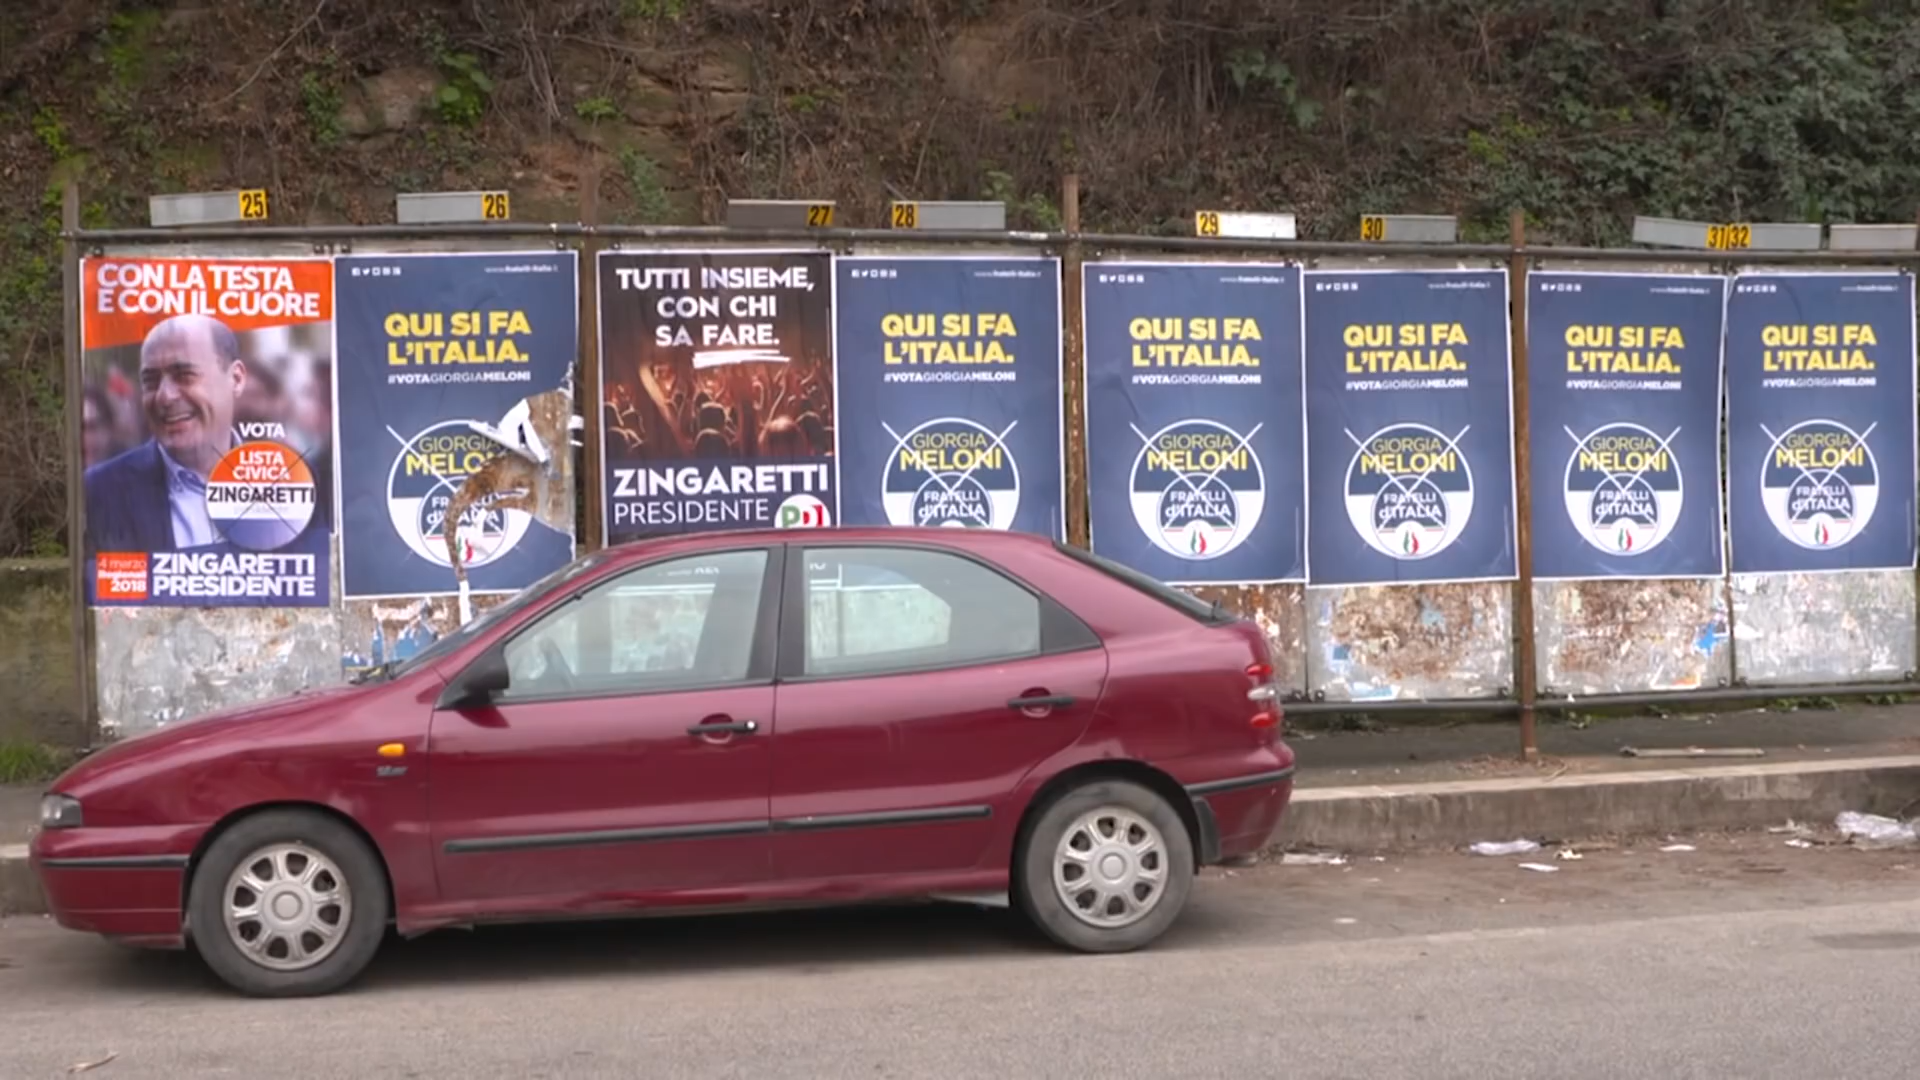 25
26
27
28
29
30
31
32
CON LA TESTA
E CON IL CUORE
VOTA
LISTA
CIVICA
ZINGARETTI
4 marzo
Regionali
2018
ZINGARETTI
PRESIDENTE
QUI SI FA
L'ITALIA.
#VOTAGIORGIAMELONI
GIORGIA
MELONI
TUTTI INSIEME,
CON CHI
SA FARE.
ZINGARETTI
PRESIDENTE
PD
QUI SI FA
L'ITALIA.
#VOTAGIORGIAMELONI
GIORGIA
MELONI
FRATELLI
d'ITALIA
QUI SI FA
L'ITALIA.
#VOTAGIORGIAMELONI
GIORGIA
MELONI
FRATELLI
d'ITALIA
QUI SI FA
L'ITALIA.
#VOTAGIORGIAMELONI
GIORGIA
MELONI
FRATELLI
d'ITALIA
QUI SI FA
L'ITALIA.
#VOTAGIORGIAMELONI
GIORGIA
MELONI
FRATELLI
d'ITALIA
QUI SI FA
L'ITALIA.
#VOTAGIORGIAMELONI
GIORGIA
MELONI
FRATELLI
d'ITALIA